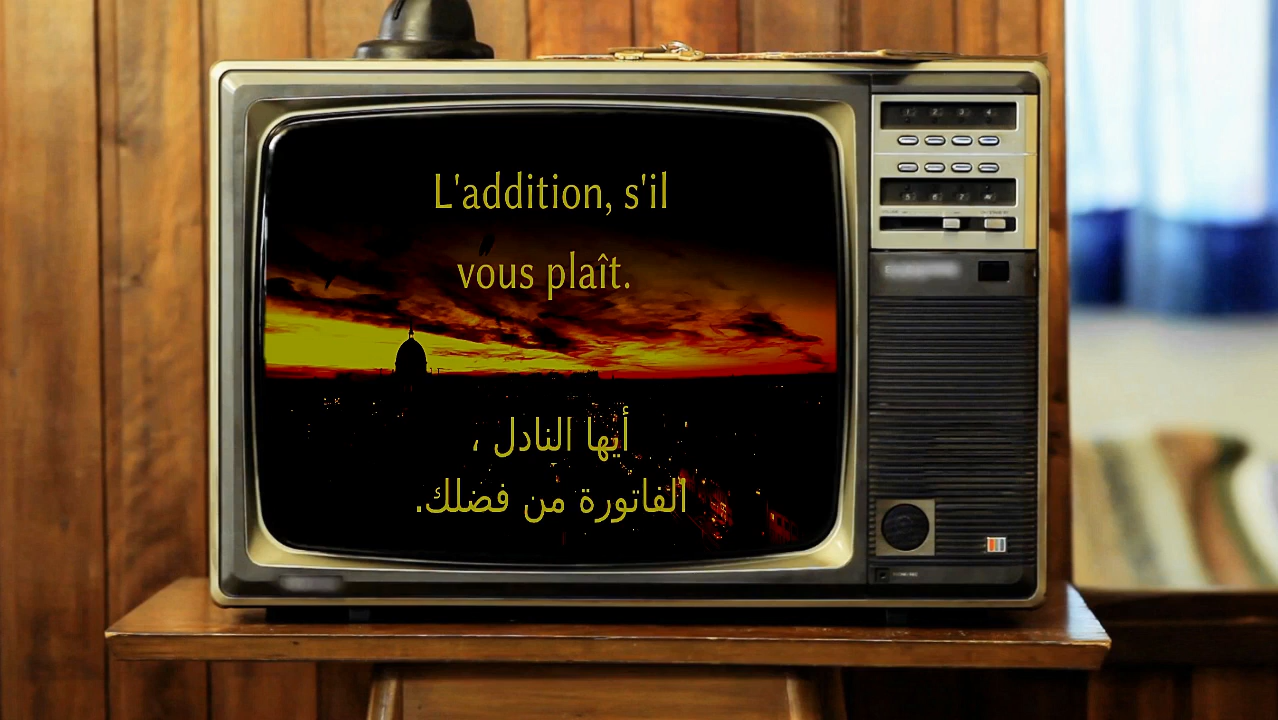 L'addition, s'il
vous plaît.
أيها النادل ،
الفاتورة من فضلك.